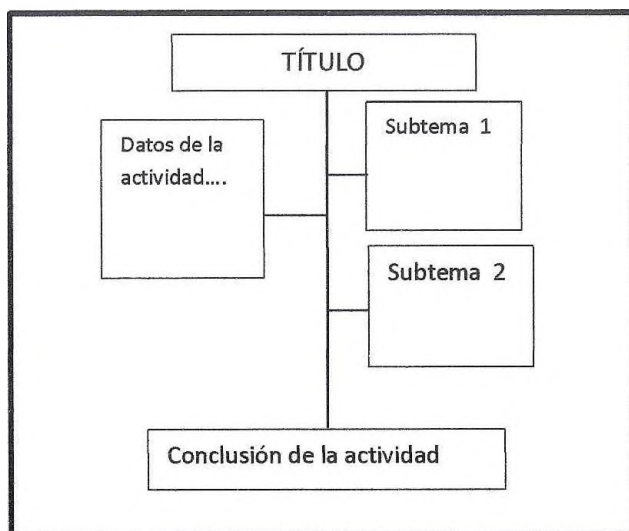 TÍTULO
Datos de la
actividad....
Subtema 1
Subtema 2
Conclusión de la actividad